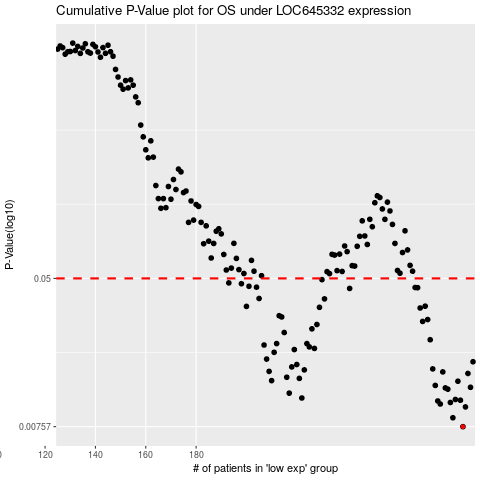 Cumulative P-Value plot for OS under LOC645332 expression
P-Value(log10)
0.05
0.00757
0
120
140
160
180
# of patients in 'low exp' group